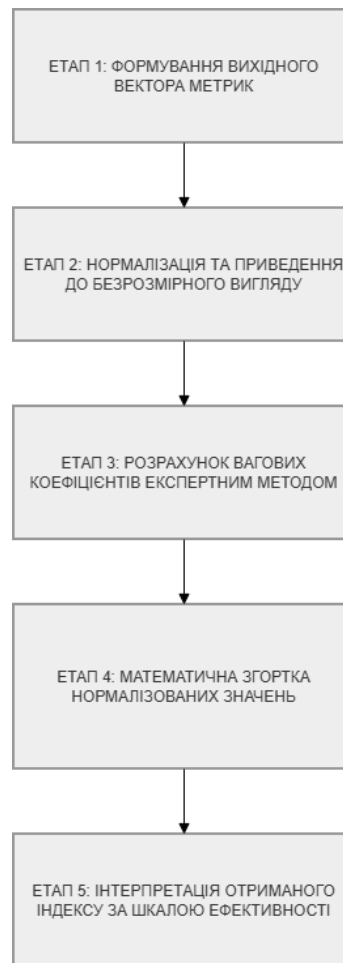 ЕТАП 1: ФОРМУВАННЯ ВИХІДНОГО
ВЕКТОРА МЕТРИК
ЕТАП 2: НОРМАЛІЗАЦІЯ ТА ПРИВЕДЕННЯ
ДО БЕЗРОЗМІРНОГО ВИГЛЯДУ
ЕТАП 3: РОЗРАХУНОК ВАГОВИХ
КОЕФІЦІЄНТІВ ЕКСПЕРТНИМ МЕТОДОМ
ЕТАП 4: МАТЕМАТИЧНА ЗГОРТКА
НОРМАЛІЗОВАНИХ ЗНАЧЕНЬ
ЕТАП 5: ІНТЕРПРЕТАЦІЯ ОТРИМАНОГО
ІНДЕКСУ ЗА ШКАЛОЮ ЕФЕКТИВНОСТІ